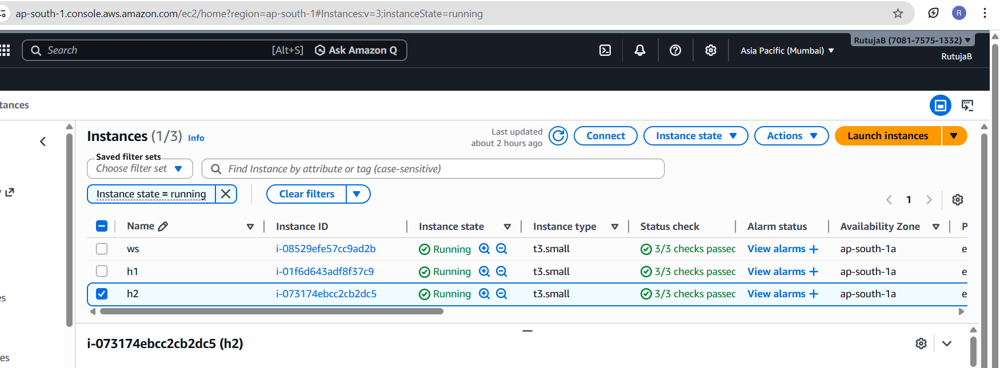 ap-south-1.console.aws.amazon.com/ec2/home?region=ap-south-1#Instances:v=3;instanceState=running
R
Search [Alt+S] Ask Amazon Q
Asia Pacific (Mumbai)
RutujaB (7081-7575-1332)
RutujaB
tances
Instances (1/3) Info
Last updated
about 2 hours ago
Connect Instance state Actions Launch instances
Saved filter sets
Choose filter set
Find Instance by attribute or tag (case-sensitive)
Instance state = running
Clear filters
1
Name Instance ID Instance state Instance type Status check Alarm status Availability Zone P
ws i-08529efe57cc9ad2b Running t3.small 3/3 checks passec View alarms + ap-south-1a e
h1 i-01f6d643adf8f37c9 Running t3.small 3/3 checks passec View alarms + ap-south-1a e
h2 i-073174ebcc2cb2dc5 Running t3.small 3/3 checks passec View alarms + ap-south-1a e
es
i-073174ebcc2cb2dc5 (h2)
es